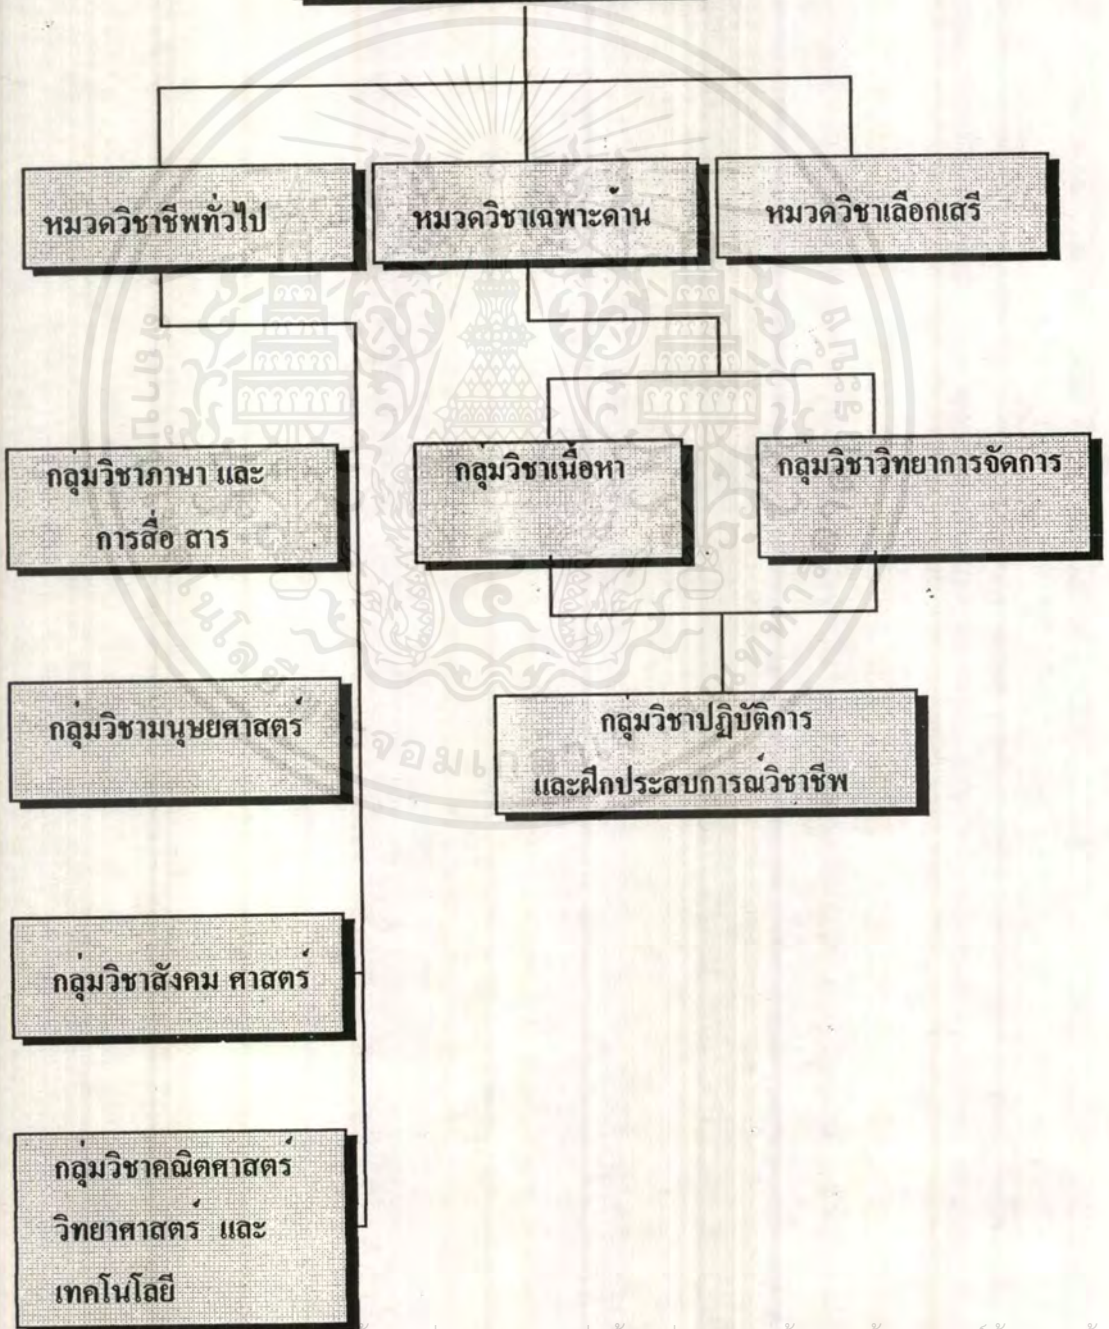 หมวดวิชาชีพทั่วไป
หมวดวิชาเฉพาะด้าน
หมวดวิชาเลือกเสรี
กลุ่มวิชาภาษา และ
การสื่อ สาร
กลุ่มวิชาเนื้อหา
กลุ่มวิชาวิทยาการจัดการ
กลุ่มวิชามนุษยศาสตร์
กลุ่มวิชาปฏิบัติการ
และฝึกประสบการณ์วิชาชีพ
กลุ่มวิชาสังคม ศาสตร์
กลุ่มวิชาคณิตศาสตร์
วิทยาศาสตร์ และ
เทคโนโลยี